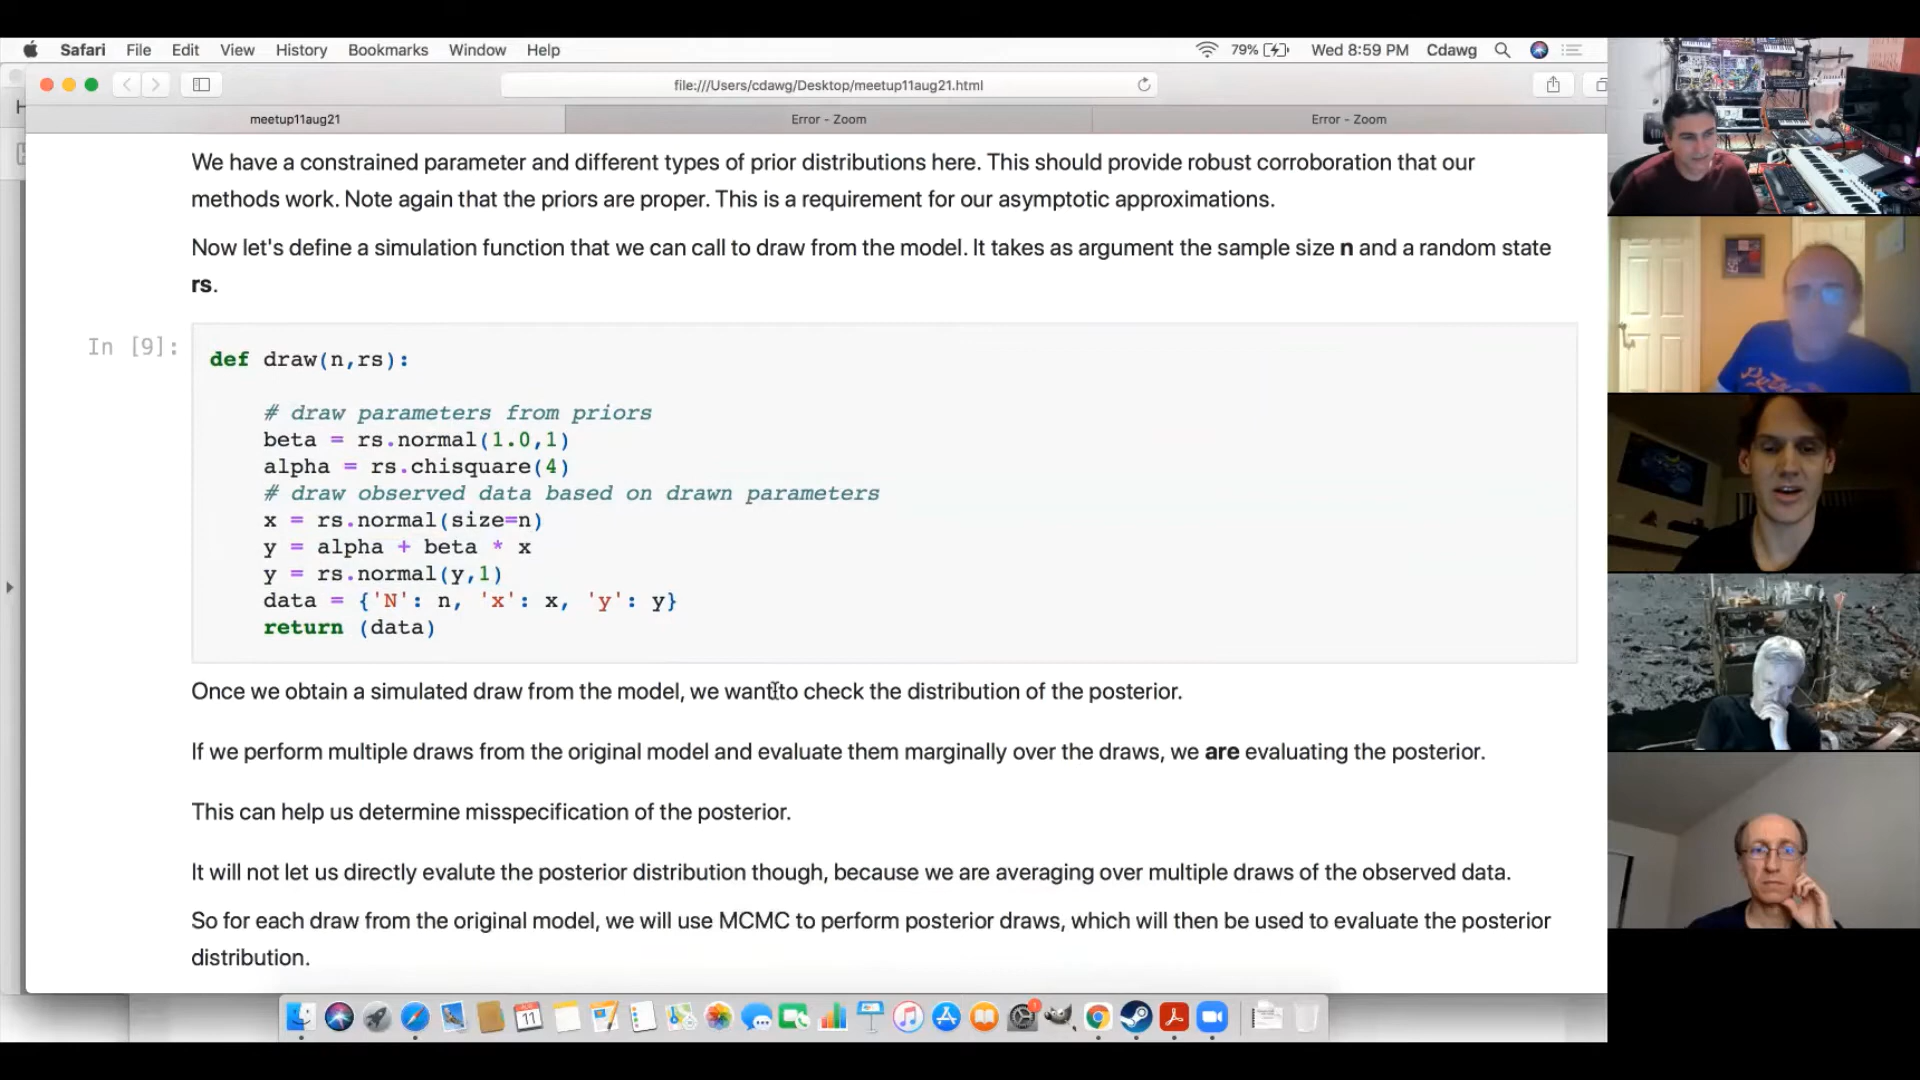 Safari File Edit View History Bookmarks Window Help 79% Wed 8:59 PM Cdawg
file:///Users/cdawg/Desktop/meetup11aug21.html
meetup11aug21 Error - Zoom Error - Zoom
We have a constrained parameter and different types of prior distributions here. This should provide robust corroboration that our
methods work. Note again that the priors are proper. This is a requirement for our asymptotic approximations.
Now let's define a simulation function that we can call to draw from the model. It takes as argument the sample size n and a random state
rs.
In [9]:
def draw(n,rs):
# draw parameters from priors
beta = rs.normal(1.0,1)
alpha = rs.chisquare(4)
# draw observed data based on drawn parameters
x = rs.normal(size=n)
y = alpha + beta * x
y = rs.normal(y,1)
data = {'N': n, 'x': x, 'y': y}
return (data)
Once we obtain a simulated draw from the model, we want to check the distribution of the posterior.
If we perform multiple draws from the original model and evaluate them marginally over the draws, we are evaluating the posterior.
This can help us determine misspecification of the posterior.
It will not let us directly evalute the posterior distribution though, because we are averaging over multiple draws of the observed data.
So for each draw from the original model, we will use MCMC to perform posterior draws, which will then be used to evaluate the posterior
distribution.
11